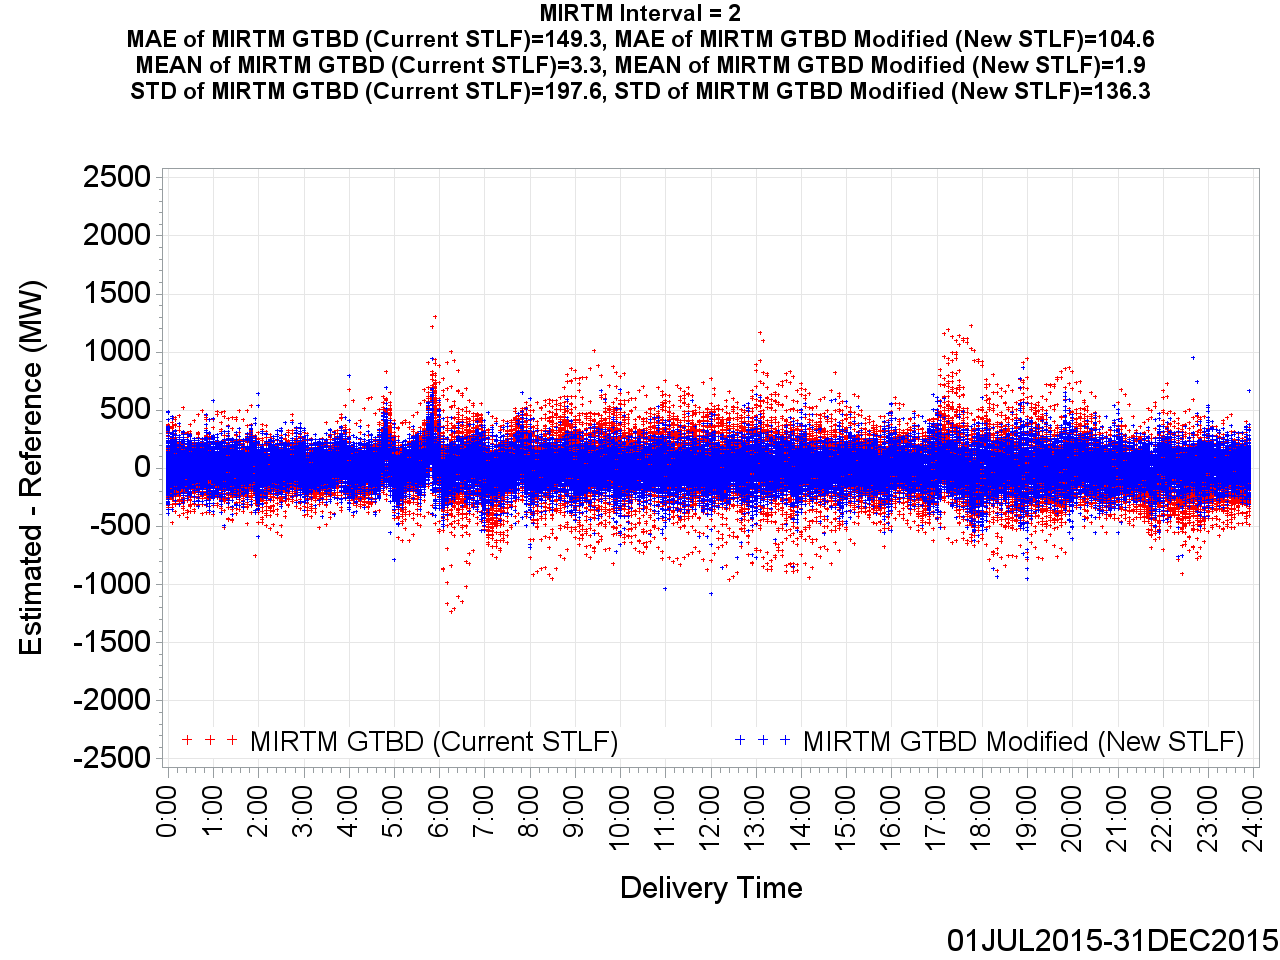 MIRTM Interval = 2
MAE of MIRTM GTBD (Current STLF)=149.3, MAE of MIRTM GTBD Modified (New STLF)=104.6
MEAN of MIRTM GTBD (Current STLF)=3.3, MEAN of MIRTM GTBD Modified (New STLF)=1.9
STD of MIRTM GTBD (Current STLF)=197.6, STD of MIRTM GTBD Modified (New STLF)=136.3
Estimated - Reference (MW)
2500
2000
1500
1000
500
0
-500
-1000
-1500
-2000
-2500
MIRTM GTBD (Current STLF) MIRTM GTBD Modified (New STLF)
0:00 1:00 2:00 3:00 4:00 5:00 6:00 7:00 8:00 9:00 10:00 11:00 12:00 13:00 14:00 15:00 16:00 17:00 18:00 19:00 20:00 21:00 22:00 23:00 24:00
Delivery Time
01JUL2015-31DEC2015